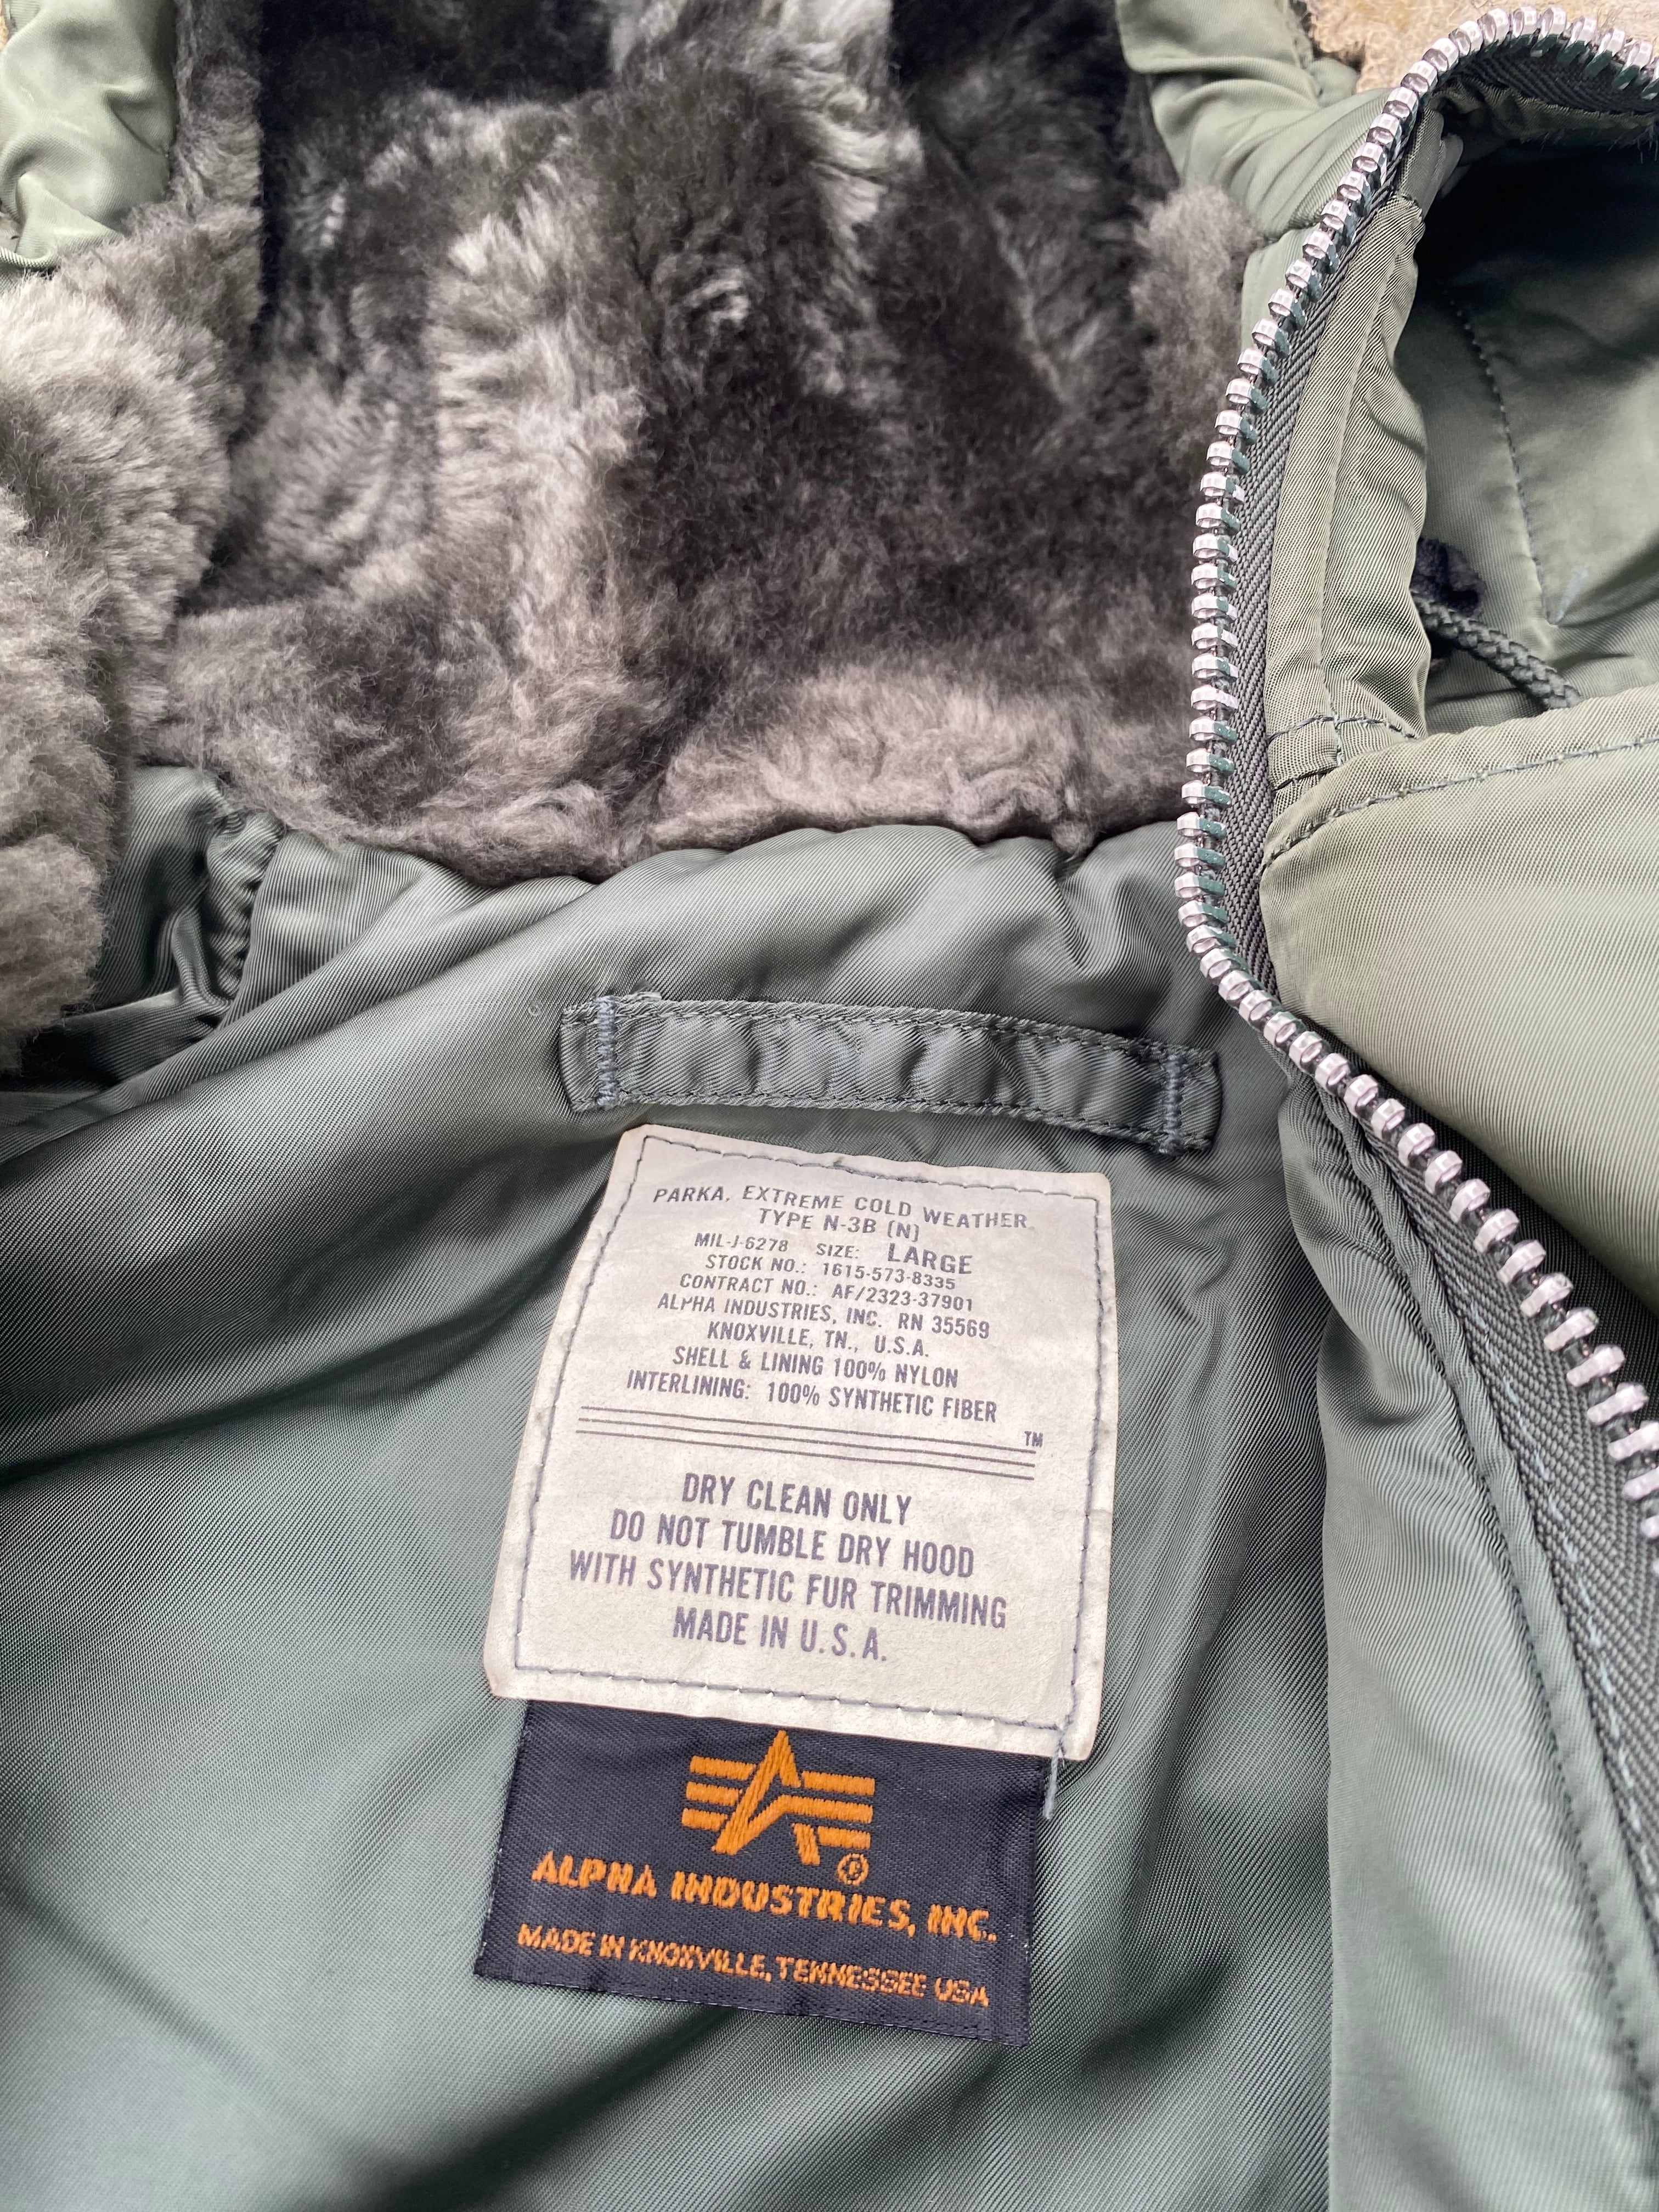 PARKA, EXTREME COLD WEATHER
TYPE N-3B (N)
MIL-J-6278 SIZE: LARGE
STOCK NO.: 1615-573-8335
CONTRACT NO.: AF/2323-37901
ALPHA INDUSTRIES, INC. RN 35569
KNOXVILLE, TN., U.S.A.
SHELL & LINING 100% NYLON
INTERLINING: 100% SYNTHETIC FIBER
TM
DRY CLEAN ONLY
DO NOT TUMBLE DRY HOOD
WITH SYNTHETIC FUR TRIMMING
MADE IN U.S.A.
®
ALPHA INDUSTRIES, INC.
MADE IN KNOXVILLE, TENNESSEE USA